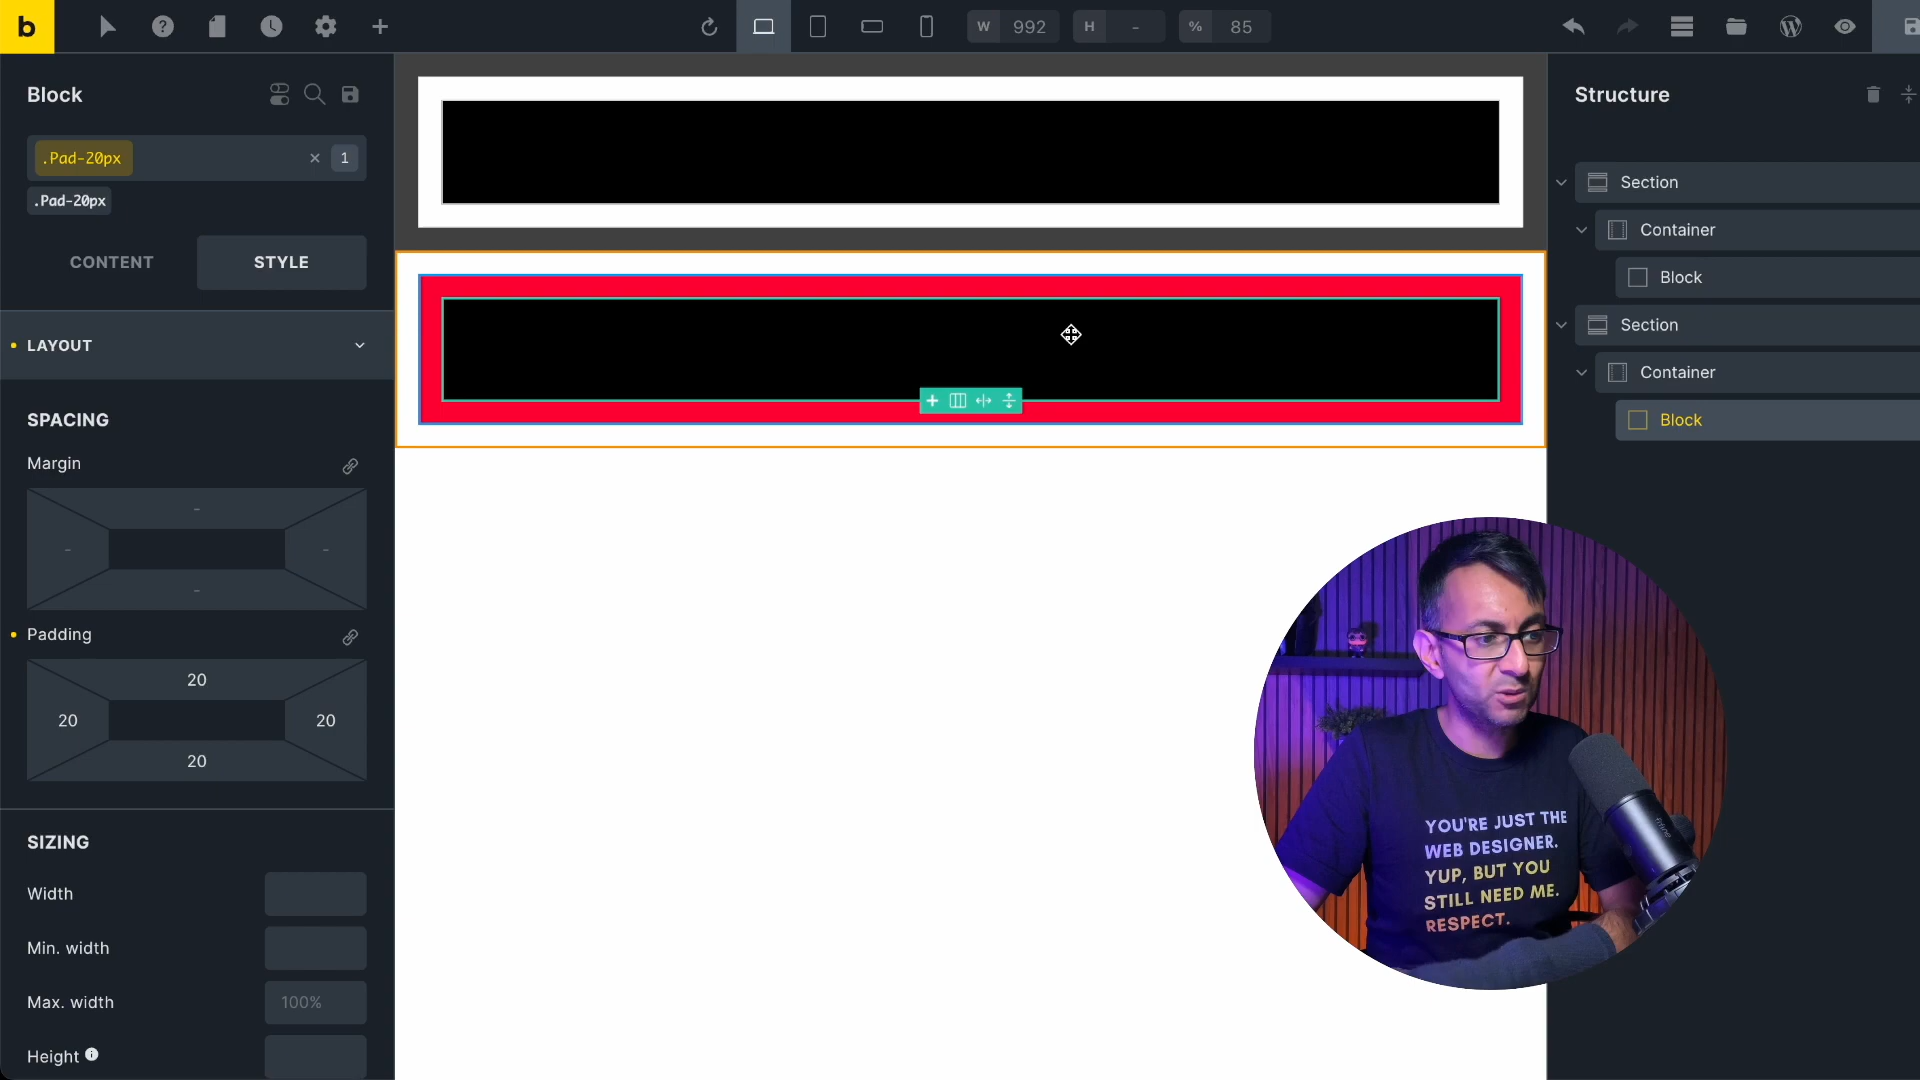 b
W 992 H - % 85
Block
.Pad-20px × 1
.Pad-20px
CONTENT STYLE
LAYOUT
SPACING
Margin
-
- -
-
Padding
20
20 20
20
SIZING
Width
Min. width
Max. width 100%
Height
Structure
Section
Container
Block
Section
Container
Block
YOU'RE JUST THE
WEB DESIGNER.
YUP, BUT YOU
STILL NEED ME.
RESPECT.